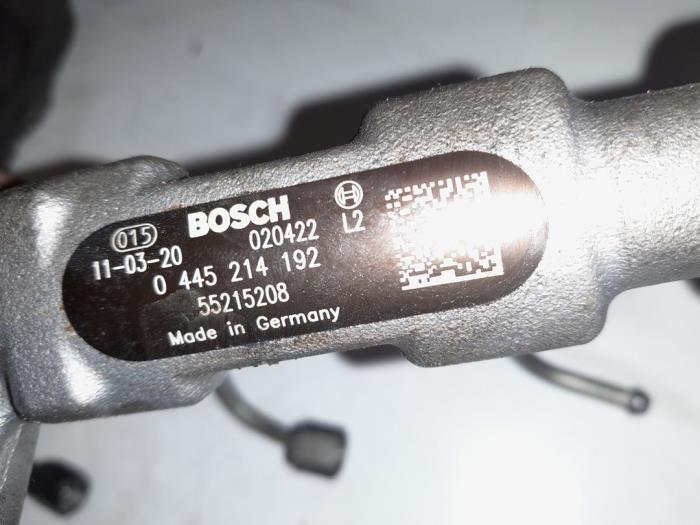 015 BOSCH
11-03-20 020422 L2
0 445 214 192
55215208
Made in Germany